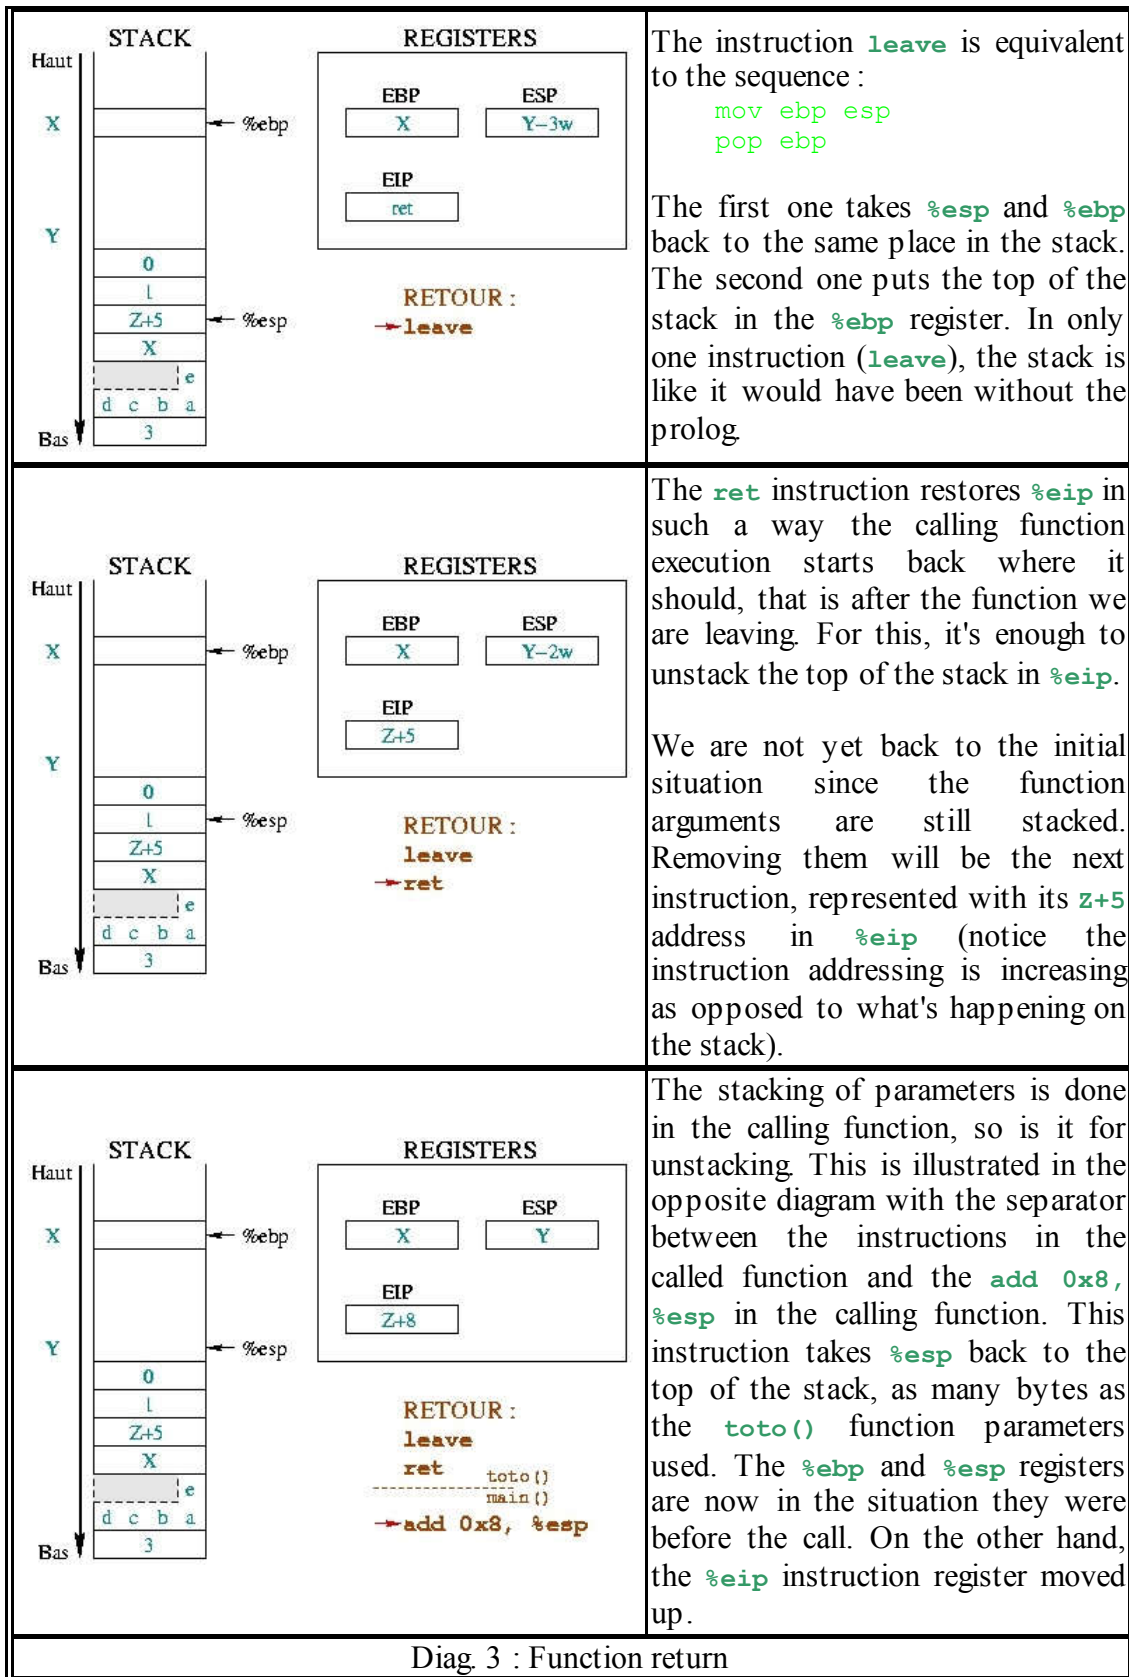 STACK
REGISTERS
Haut
EBP
ESP
X
%ebp
X
Y-3w
EIP
ret
Y
0
1
RETOUR :
Z+5
%esp
leave
X
e
d c b a
Bas
3
The instruction leave is equivalent
to the sequence :
mov ebp esp
pop ebp
The first one takes %esp and %ebp
back to the same place in the stack.
The second one puts the top of the
stack in the %ebp register. In only
one instruction (leave), the stack is
like it would have been without the
prolog.
STACK
REGISTERS
Haut
EBP
ESP
X
%ebp
X
Y-2w
EIP
Z+5
Y
0
1
%esp
RETOUR :
Z+5
leave
X
ret
e
d c b a
Bas
3
The ret instruction restores %eip in
such a way the calling function
execution starts back where it
should, that is after the function we
are leaving. For this, it's enough to
unstack the top of the stack in %eip.
We are not yet back to the initial
situation since the function
arguments are still stacked.
Removing them will be the next
instruction, represented with its Z+5
address in %eip (notice the
instruction addressing is increasing
as opposed to what's happening on
the stack).
STACK
REGISTERS
Haut
EBP
ESP
X
%ebp
X
Y
EIP
Z+8
Y
%esp
0
1
RETOUR :
Z+5
leave
X
ret
toto()
e
main()
d c b a
add 0x8, %esp
Bas
3
The stacking of parameters is done
in the calling function, so is it for
unstacking. This is illustrated in the
opposite diagram with the separator
between the instructions in the
called function and the add 0x8,
%esp in the calling function. This
instruction takes %esp back to the
top of the stack, as many bytes as
the toto() function parameters
used. The %ebp and %esp registers
are now in the situation they were
before the call. On the other hand,
the %eip instruction register moved
up.
Diag. 3 : Function return